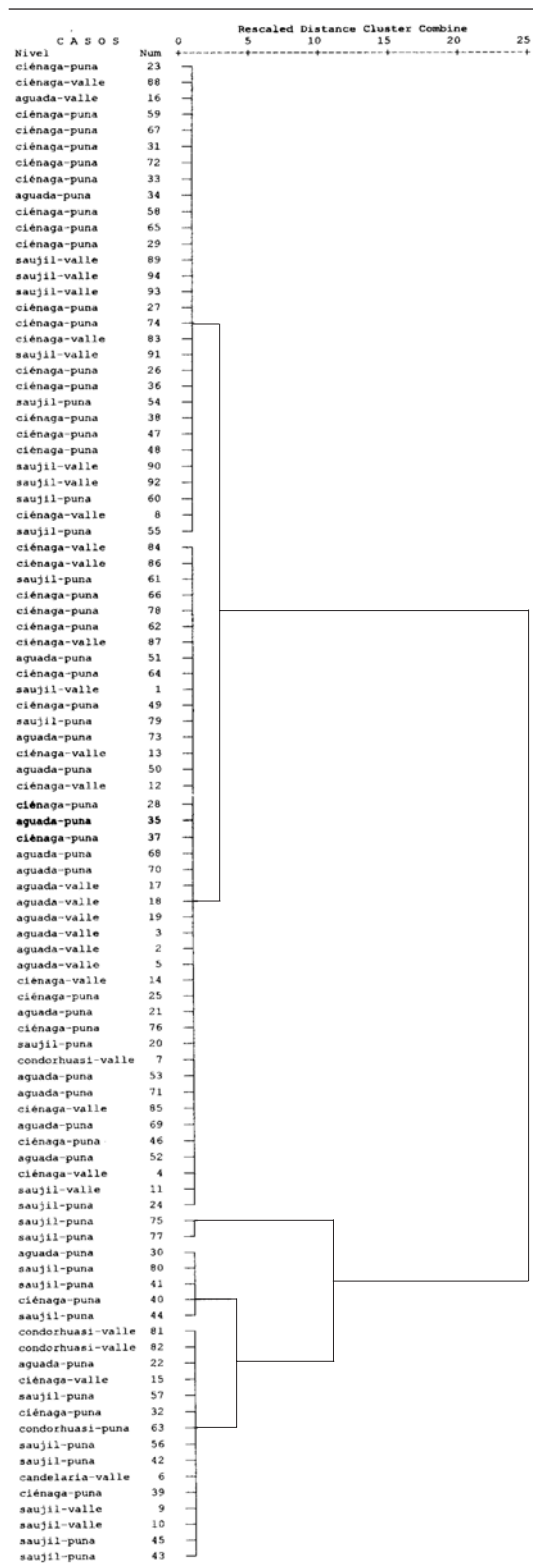 Rescaled Distance Cluster Combine
C A S O S 0 5 10 15 20 25
Nivel Num
ciénaga-puna 23
ciénaga-valle 88
aguada-valle 16
ciénaga-puna 59
ciénaga-puna 67
ciénaga-puna 31
ciénaga-puna 72
ciénaga-puna 33
aguada-puna 34
ciénaga-puna 58
ciénaga-puna 65
ciénaga-puna 29
saujil-valle 89
saujil-valle 94
saujil-valle 93
ciénaga-puna 27
ciénaga-puna 74
ciénaga-valle 83
saujil-valle 91
ciénaga-puna 26
ciénaga-puna 36
saujil-puna 54
ciénaga-puna 38
ciénaga-puna 47
ciénaga-puna 48
saujil-valle 90
saujil-valle 92
saujil-puna 60
ciénaga-valle 8
saujil-puna 55
ciénaga-valle 84
ciénaga-valle 86
saujil-puna 61
ciénaga-puna 66
ciénaga-puna 78
ciénaga-puna 62
ciénaga-valle 87
aguada-puna 51
ciénaga-puna 64
saujil-valle 1
ciénaga-puna 49
saujil-puna 79
aguada-puna 73
ciénaga-valle 13
aguada-puna 50
ciénaga-valle 12
ciénaga-puna 28
aguada-puna 35
ciénaga-puna 37
aguada-puna 68
aguada-puna 70
aguada-valle 17
aguada-valle 18
aguada-valle 19
aguada-valle 3
aguada-valle 2
aguada-valle 5
ciénaga-valle 14
ciénaga-puna 25
aguada-puna 21
ciénaga-puna 76
saujil-puna 20
condorhuasi-valle 7
aguada-puna 53
aguada-puna 71
ciénaga-valle 85
aguada-puna 69
ciénaga-puna 46
aguada-puna 52
ciénaga-valle 4
saujil-valle 11
saujil-puna 24
saujil-puna 75
saujil-puna 77
aguada-puna 30
saujil-puna 80
saujil-puna 41
ciénaga-puna 40
saujil-puna 44
condorhuasi-valle 81
condorhuasi-valle 82
aguada-puna 22
ciénaga-valle 15
saujil-puna 57
ciénaga-puna 32
condorhuasi-puna 63
saujil-puna 56
saujil-puna 42
candelaria-valle 6
ciénaga-puna 39
saujil-valle 9
saujil-valle 10
saujil-puna 45
saujil-puna 43